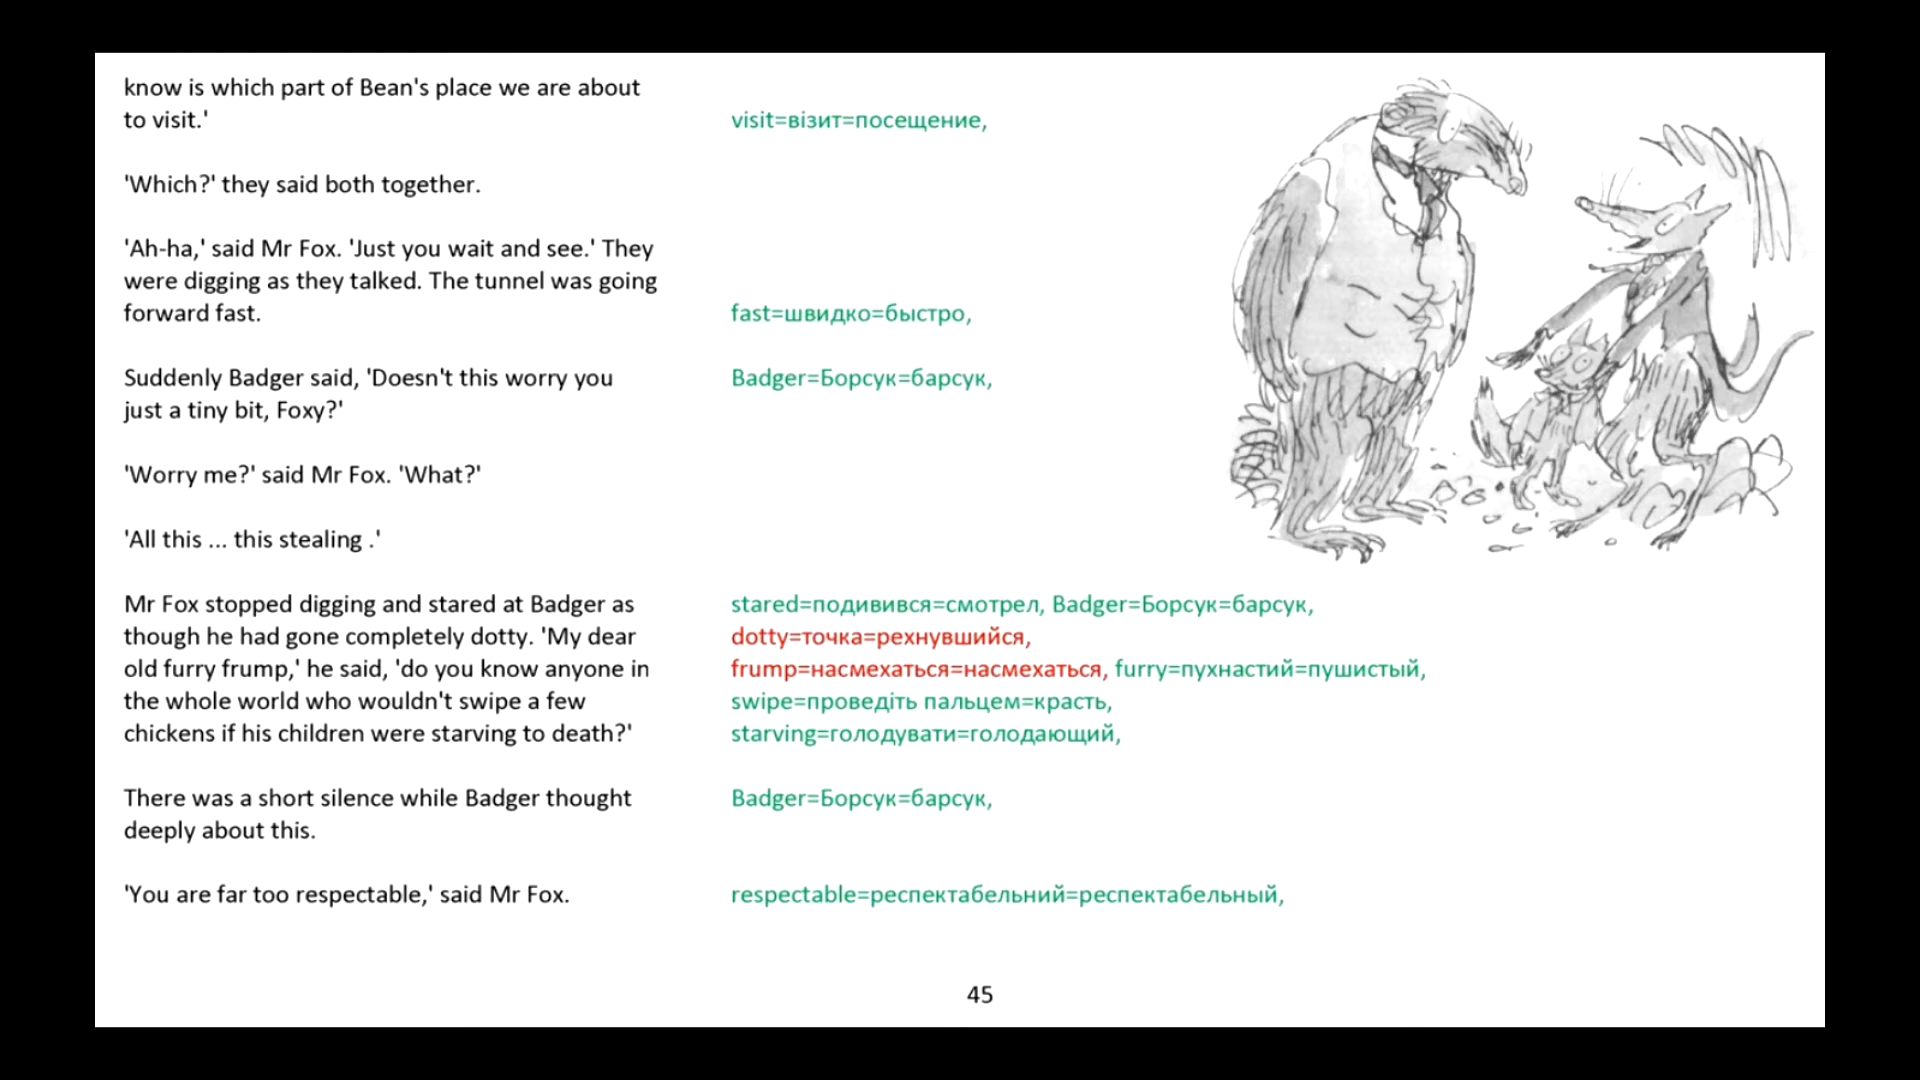 know is which part of Bean's place we are about
to visit.' visit=візит=посещение,
'Which?' they said both together.
'Ah-ha,' said Mr Fox. 'Just you wait and see.' They
were digging as they talked. The tunnel was going
forward fast. fast=швидко=быстро,
Suddenly Badger said, 'Doesn't this worry you Badger=Борсук=барсук,
just a tiny bit, Foxy?'
'Worry me?' said Mr Fox. 'What?'
'All this ... this stealing .'
Mr Fox stopped digging and stared at Badger as stared=подивився=смотрел, Badger=Борсук=барсук,
though he had gone completely dotty. 'My dear dotty=точка=рехнувшийся,
old furry frump,' he said, 'do you know anyone in frump=насмехаться=насмехаться, furry=пухнастий=пушистый,
the whole world who wouldn't swipe a few swipe=проведіть пальцем=красть,
chickens if his children were starving to death?' starving=голодувати=голодающий,
There was a short silence while Badger thought Badger=Борсук=барсук,
deeply about this.
'You are far too respectable,' said Mr Fox. respectable=респектабельний=респектабельный,
45